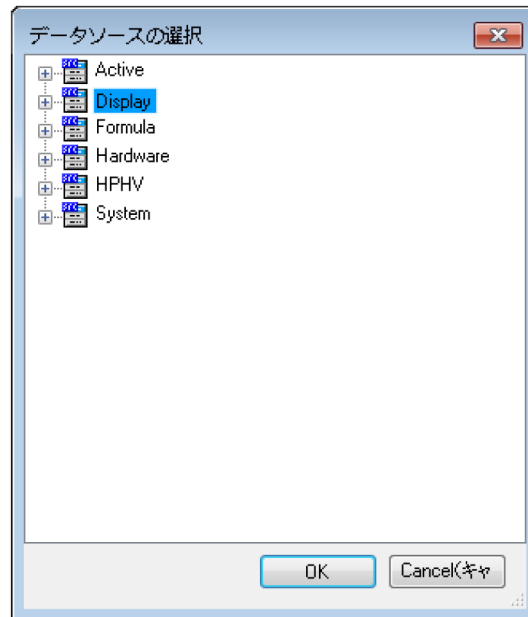 データソースの選択
Active
Display
Formula
Hardware
HPHV
System
OK
Cancel(キャ